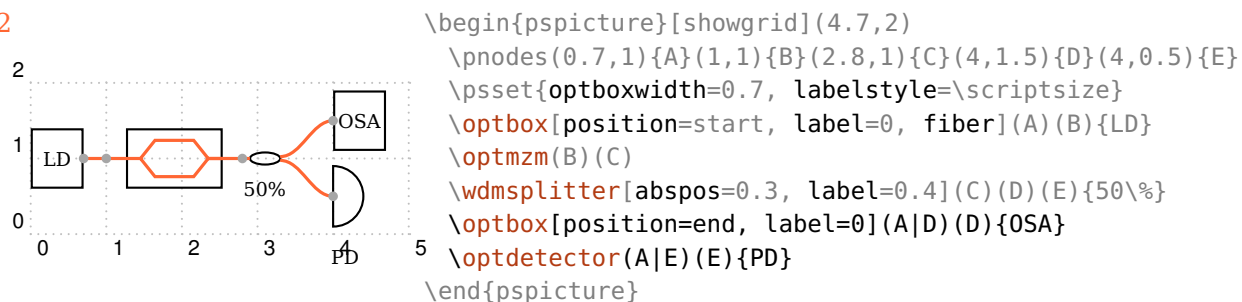 2
2
1
0
0 1 2 3 4 5
LD
50%
OSA
PD
\begin{pspicture}[showgrid](4.7,2)
\pnodes(0.7,1){A}(1,1){B}(2.8,1){C}(4,1.5){D}(4,0.5){E}
\psset{optboxwidth=0.7, labelstyle=\scriptsize}
\optbox[position=start, label=0, fiber](A)(B){LD}
\optmzm(B)(C)
\wdmsplitter[abspos=0.3, label=0.4](C)(D)(E){50\%}
\optbox[position=end, label=0](A|D)(D){OSA}
\optdetector(A|E)(E){PD}
\end{pspicture}